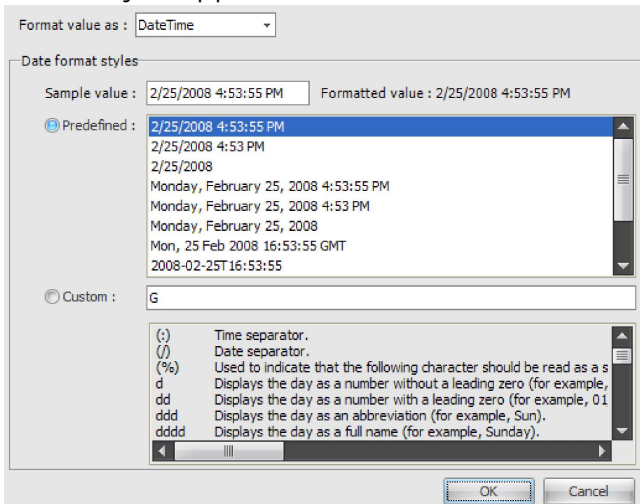 Format value as : DateTime
Date format styles
Sample value : 2/25/2008 4:53:55 PM Formatted value : 2/25/2008 4:53:55 PM
Predefined : 2/25/2008 4:53:55 PM
2/25/2008 4:53 PM
2/25/2008
Monday, February 25, 2008 4:53:55 PM
Monday, February 25, 2008 4:53 PM
Monday, February 25, 2008
Mon, 25 Feb 2008 16:53:55 GMT
2008-02-25T16:53:55
Custom : G
(:) Time separator.
(/) Date separator.
(%) Used to indicate that the following character should be read as a s
d Displays the day as a number without a leading zero (for example,
dd Displays the day as a number with a leading zero (for example, 01
ddd Displays the day as an abbreviation (for example, Sun).
dddd Displays the day as a full name (for example, Sunday).
OK Cancel